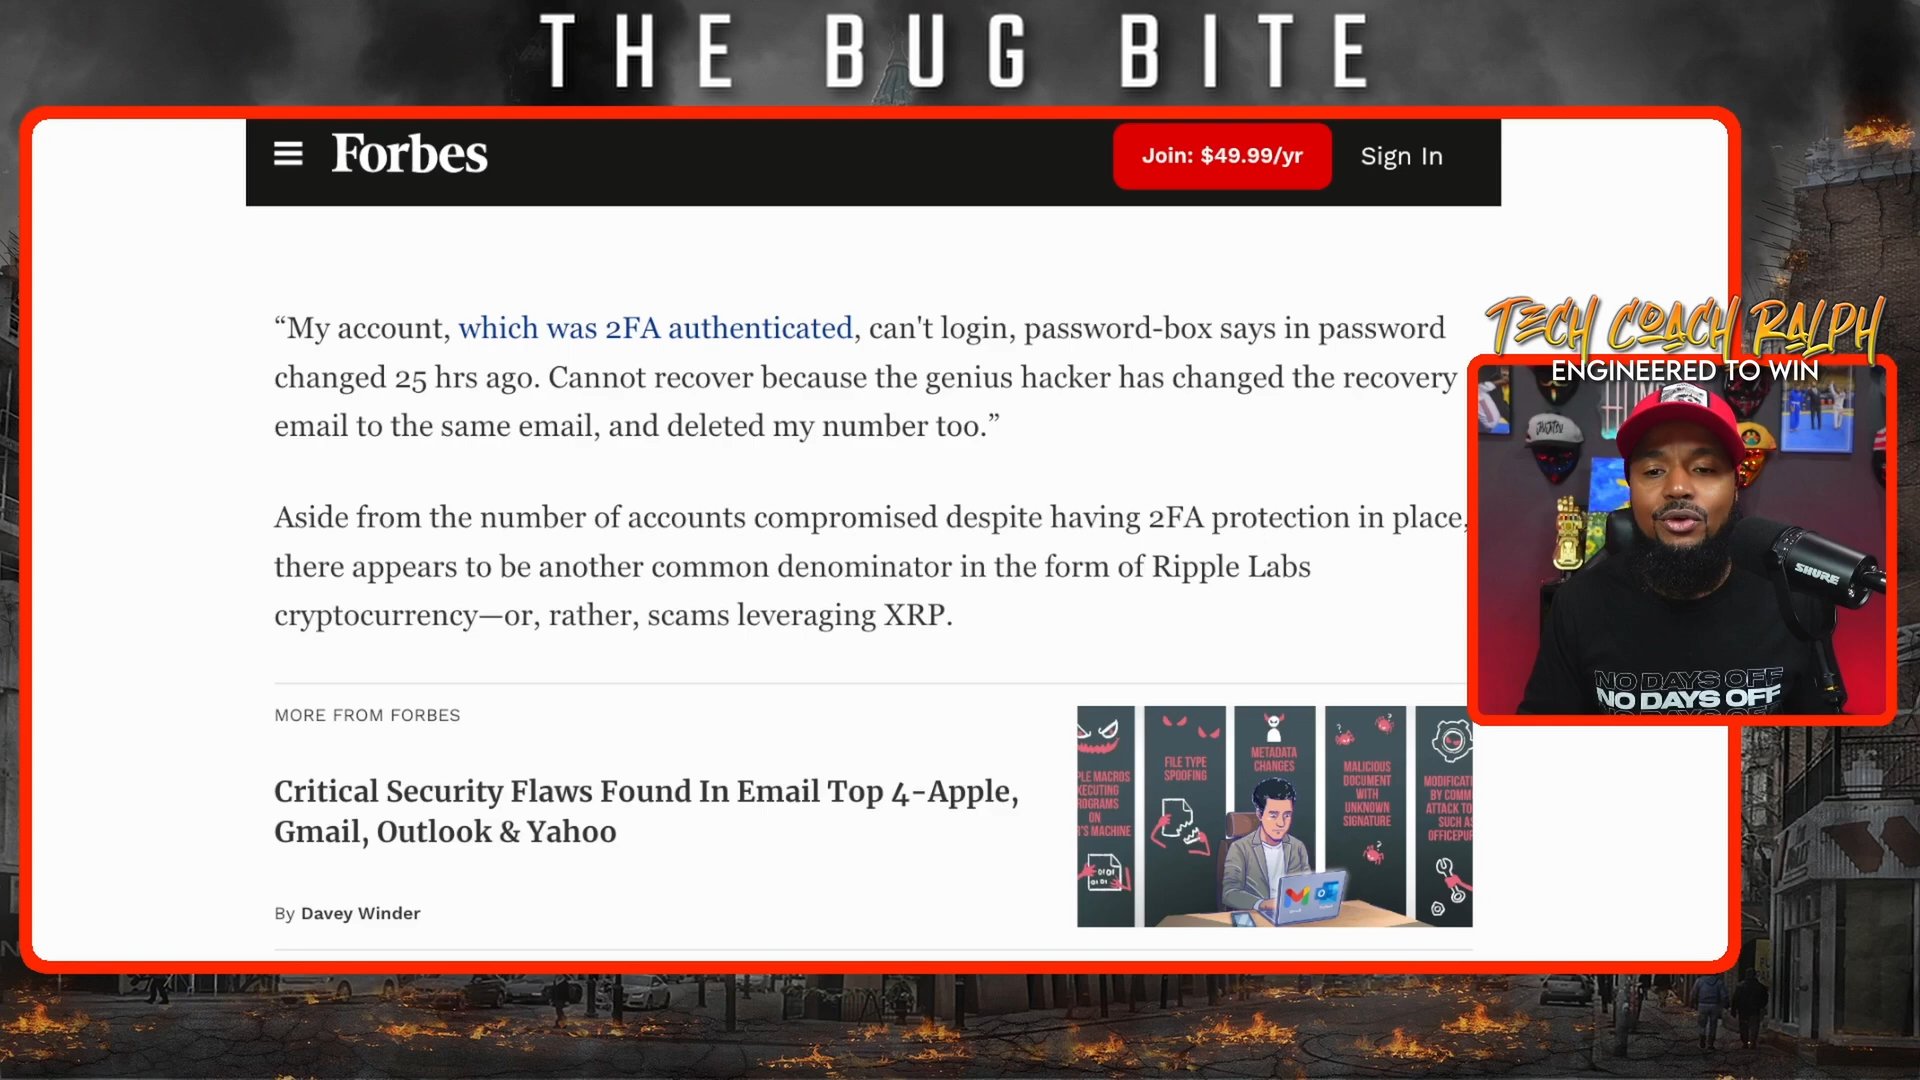 THE BUG BITE
Forbes
Join: $49.99/yr
Sign In
“My account, which was 2FA authenticated, can't login, password-box says in password
changed 25 hrs ago. Cannot recover because the genius hacker has changed the recovery
email to the same email, and deleted my number too.”
Aside from the number of accounts compromised despite having 2FA protection in place,
there appears to be another common denominator in the form of Ripple Labs
cryptocurrency—or, rather, scams leveraging XRP.
MORE FROM FORBES
Critical Security Flaws Found In Email Top 4-Apple,
Gmail, Outlook & Yahoo
By Davey Winder
MACROS
ON
MACHINE
FILE TYPE
SPOOFING
METADATA
CHANGES
MALICIOUS
DOCUMENT
WITH
UNKNOWN
SIGNATURE
BY
ATTACK
SUCH
TECH COACH RALPH
ENGINEERED TO WIN
SHURE
NO DAYS OFF
NO DAYS OFF